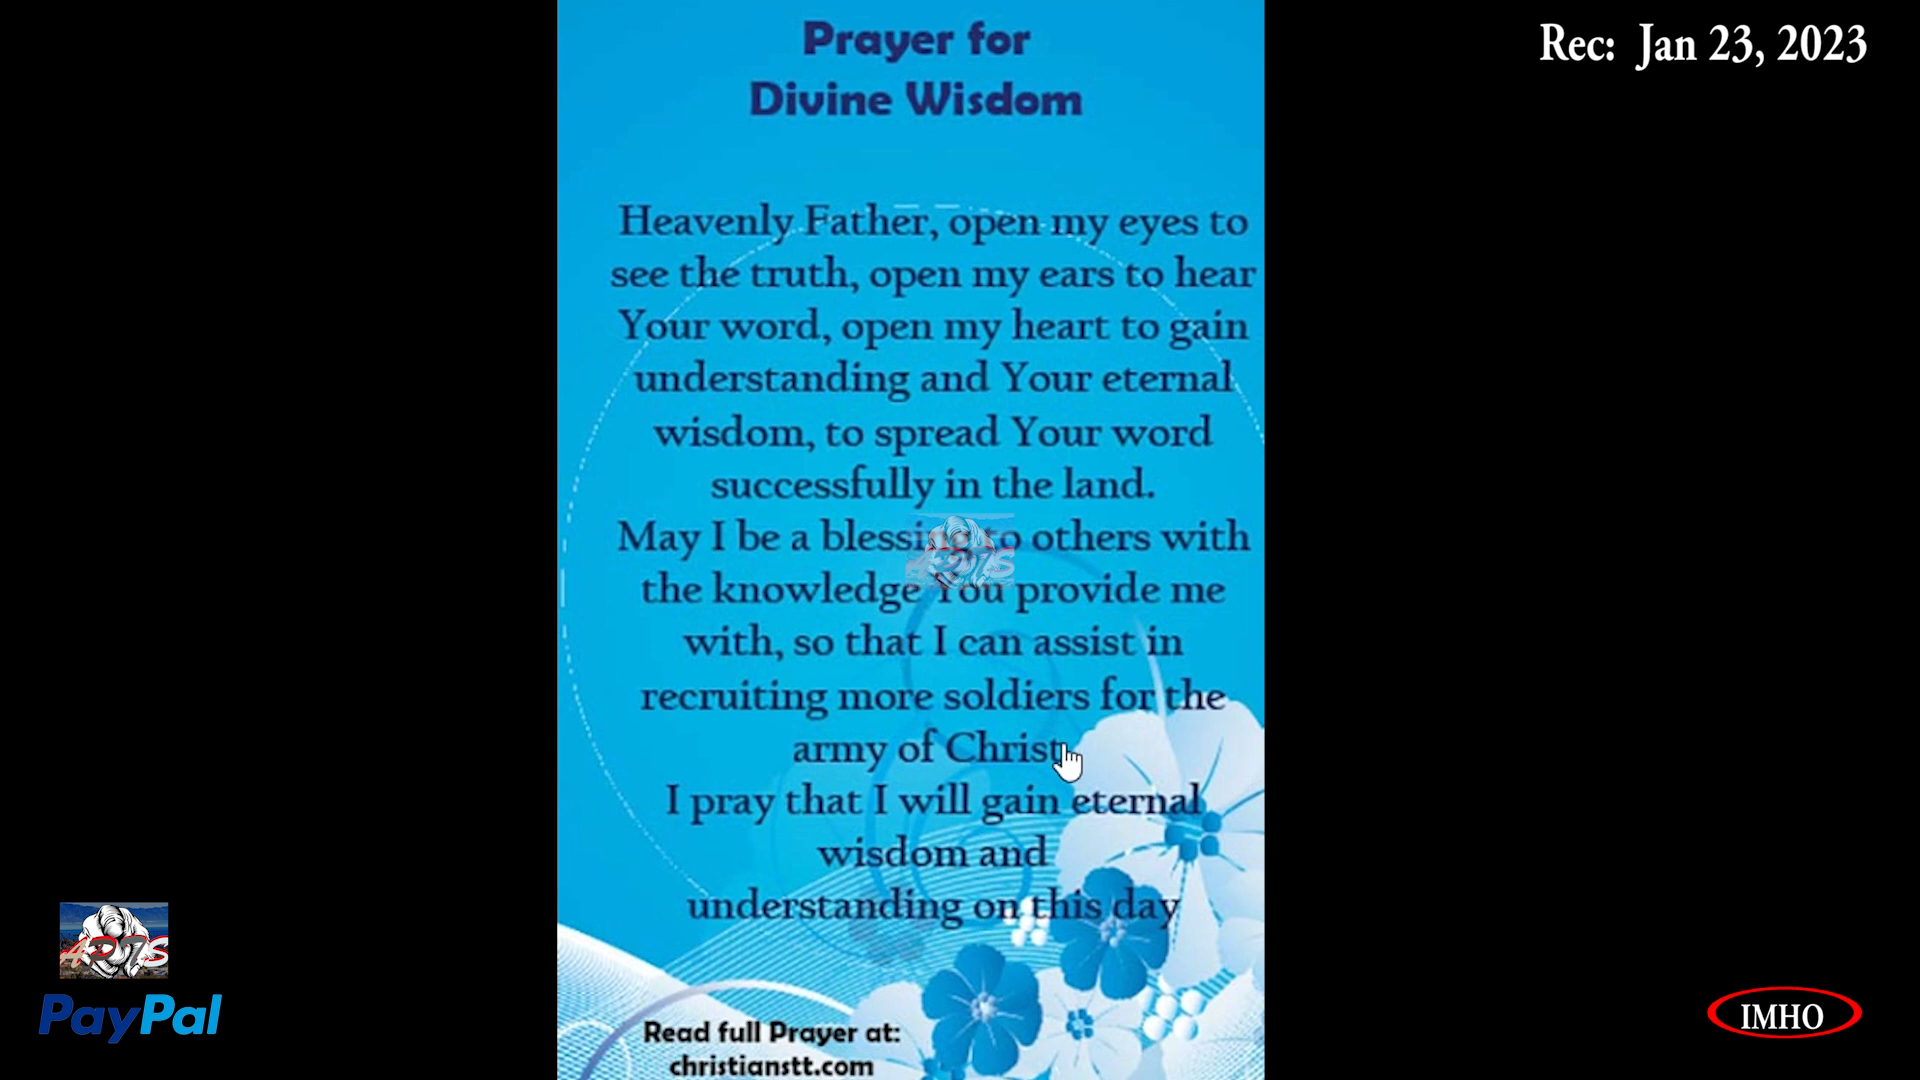 Prayer for
Divine Wisdom
Rec: Jan 23, 2023
Heavenly Father, open my eyes to
see the truth, open my ears to hear
Your word, open my heart to gain
understanding and Your eternal
wisdom, to spread Your word
successfully in the land.
May I be a blessing to others with
the knowledge You provide me
with, so that I can assist in
recruiting more soldiers for the
army of Christ
I pray that I will gain eternal
wisdom and
understanding on this day
Read full Prayer at:
christianstt.com
PayPal
IMHO